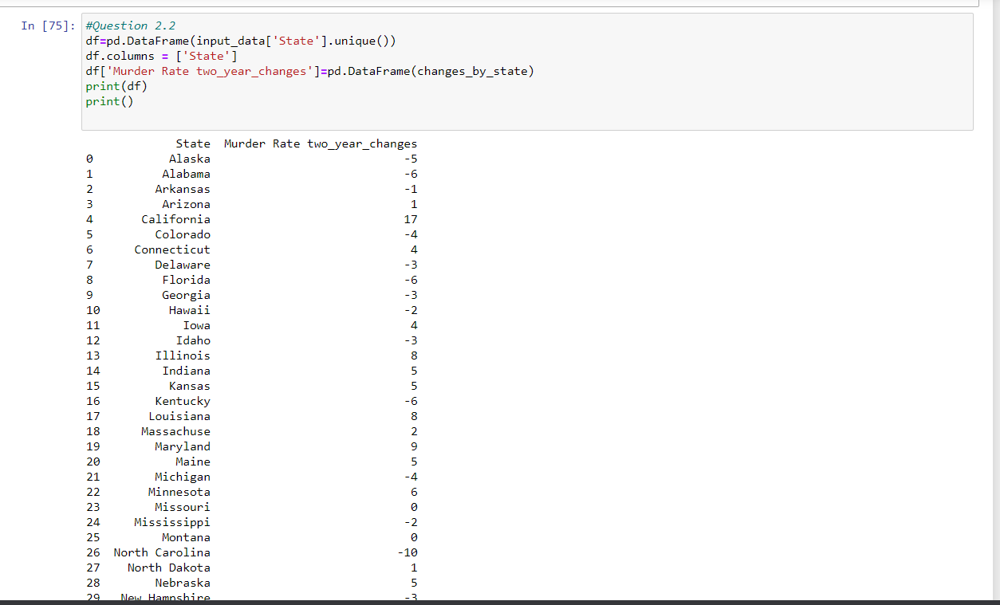 In [75]: #Question 2.2
df=pd.DataFrame(input_data['State'].unique())
df.columns = ['State']
df['Murder Rate two_year_changes']=pd.DataFrame(changes_by_state)
print(df)
print()
State Murder Rate two_year_changes
0 Alaska -5
1 Alabama -6
2 Arkansas -1
3 Arizona 1
4 California 17
5 Colorado -4
6 Connecticut 4
7 Delaware -3
8 Florida -6
9 Georgia -3
10 Hawaii -2
11 Iowa 4
12 Idaho -3
13 Illinois 8
14 Indiana 5
15 Kansas 5
16 Kentucky -6
17 Louisiana 8
18 Massachuse 2
19 Maryland 9
20 Maine 5
21 Michigan -4
22 Minnesota 6
23 Missouri 0
24 Mississippi -2
25 Montana 0
26 North Carolina -10
27 North Dakota 1
28 Nebraska 5
29 New Hampshire -3